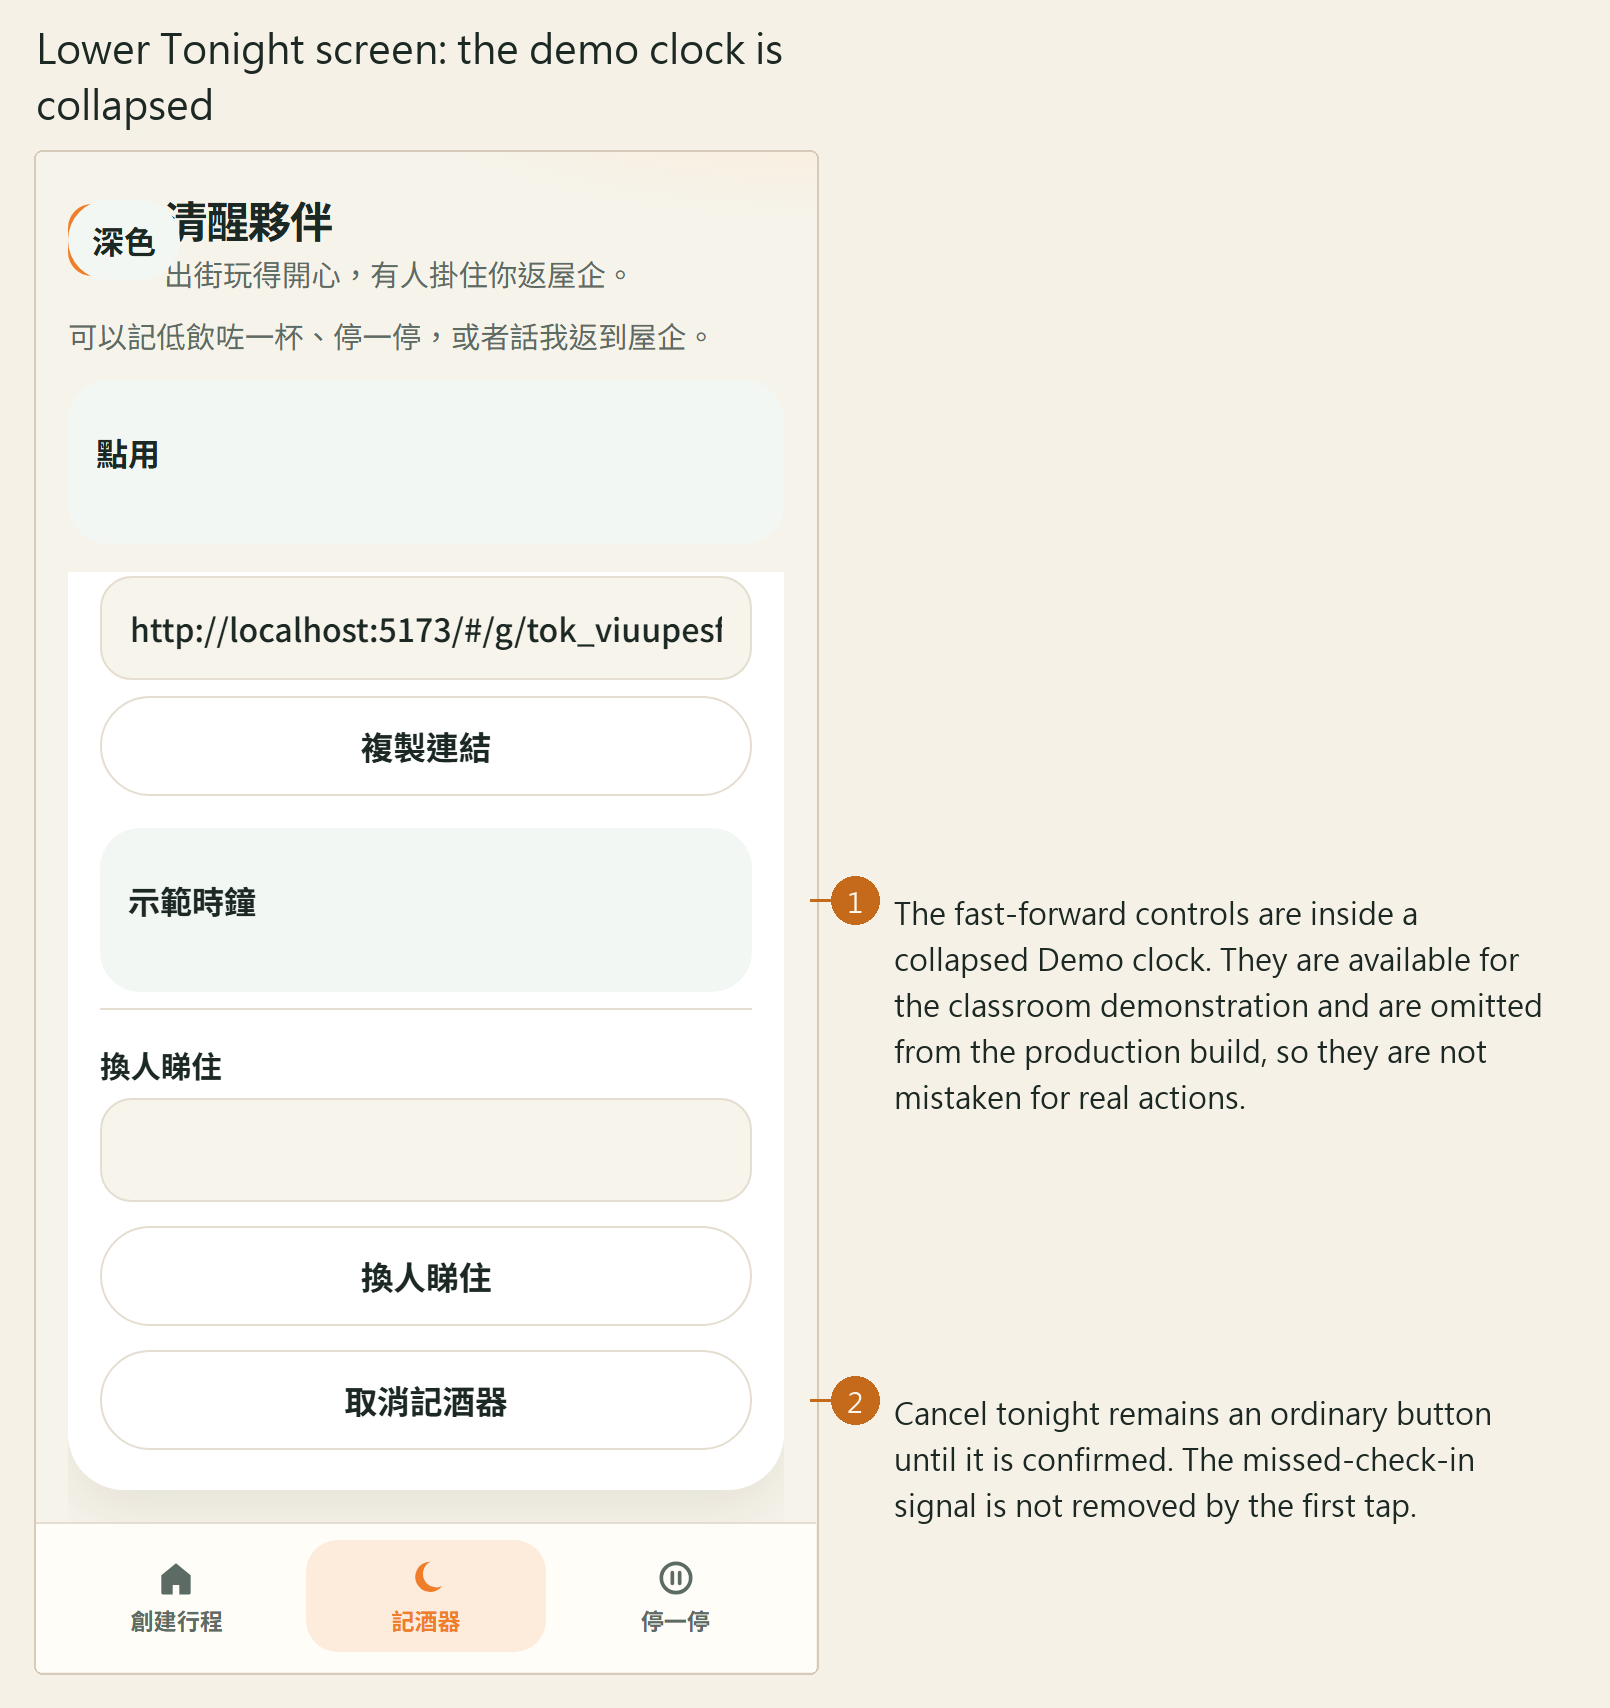 Lower Tonight screen: the demo clock is
collapsed
深色
清醒夥伴
出街玩得開心，有人掛住你返屋企。
可以記低飲咗一杯、停一停，或者話我返到屋企。
點用
http://localhost:5173/#/g/tok_viuupesf
複製連結
示範時鐘
1
The fast-forward controls are inside a
collapsed Demo clock. They are available for
the classroom demonstration and are omitted
from the production build, so they are not
mistaken for real actions.
換人睇住
換人睇住
取消記酒器
2
Cancel tonight remains an ordinary button
until it is confirmed. The missed-check-in
signal is not removed by the first tap.
創建行程
記酒器
停一停